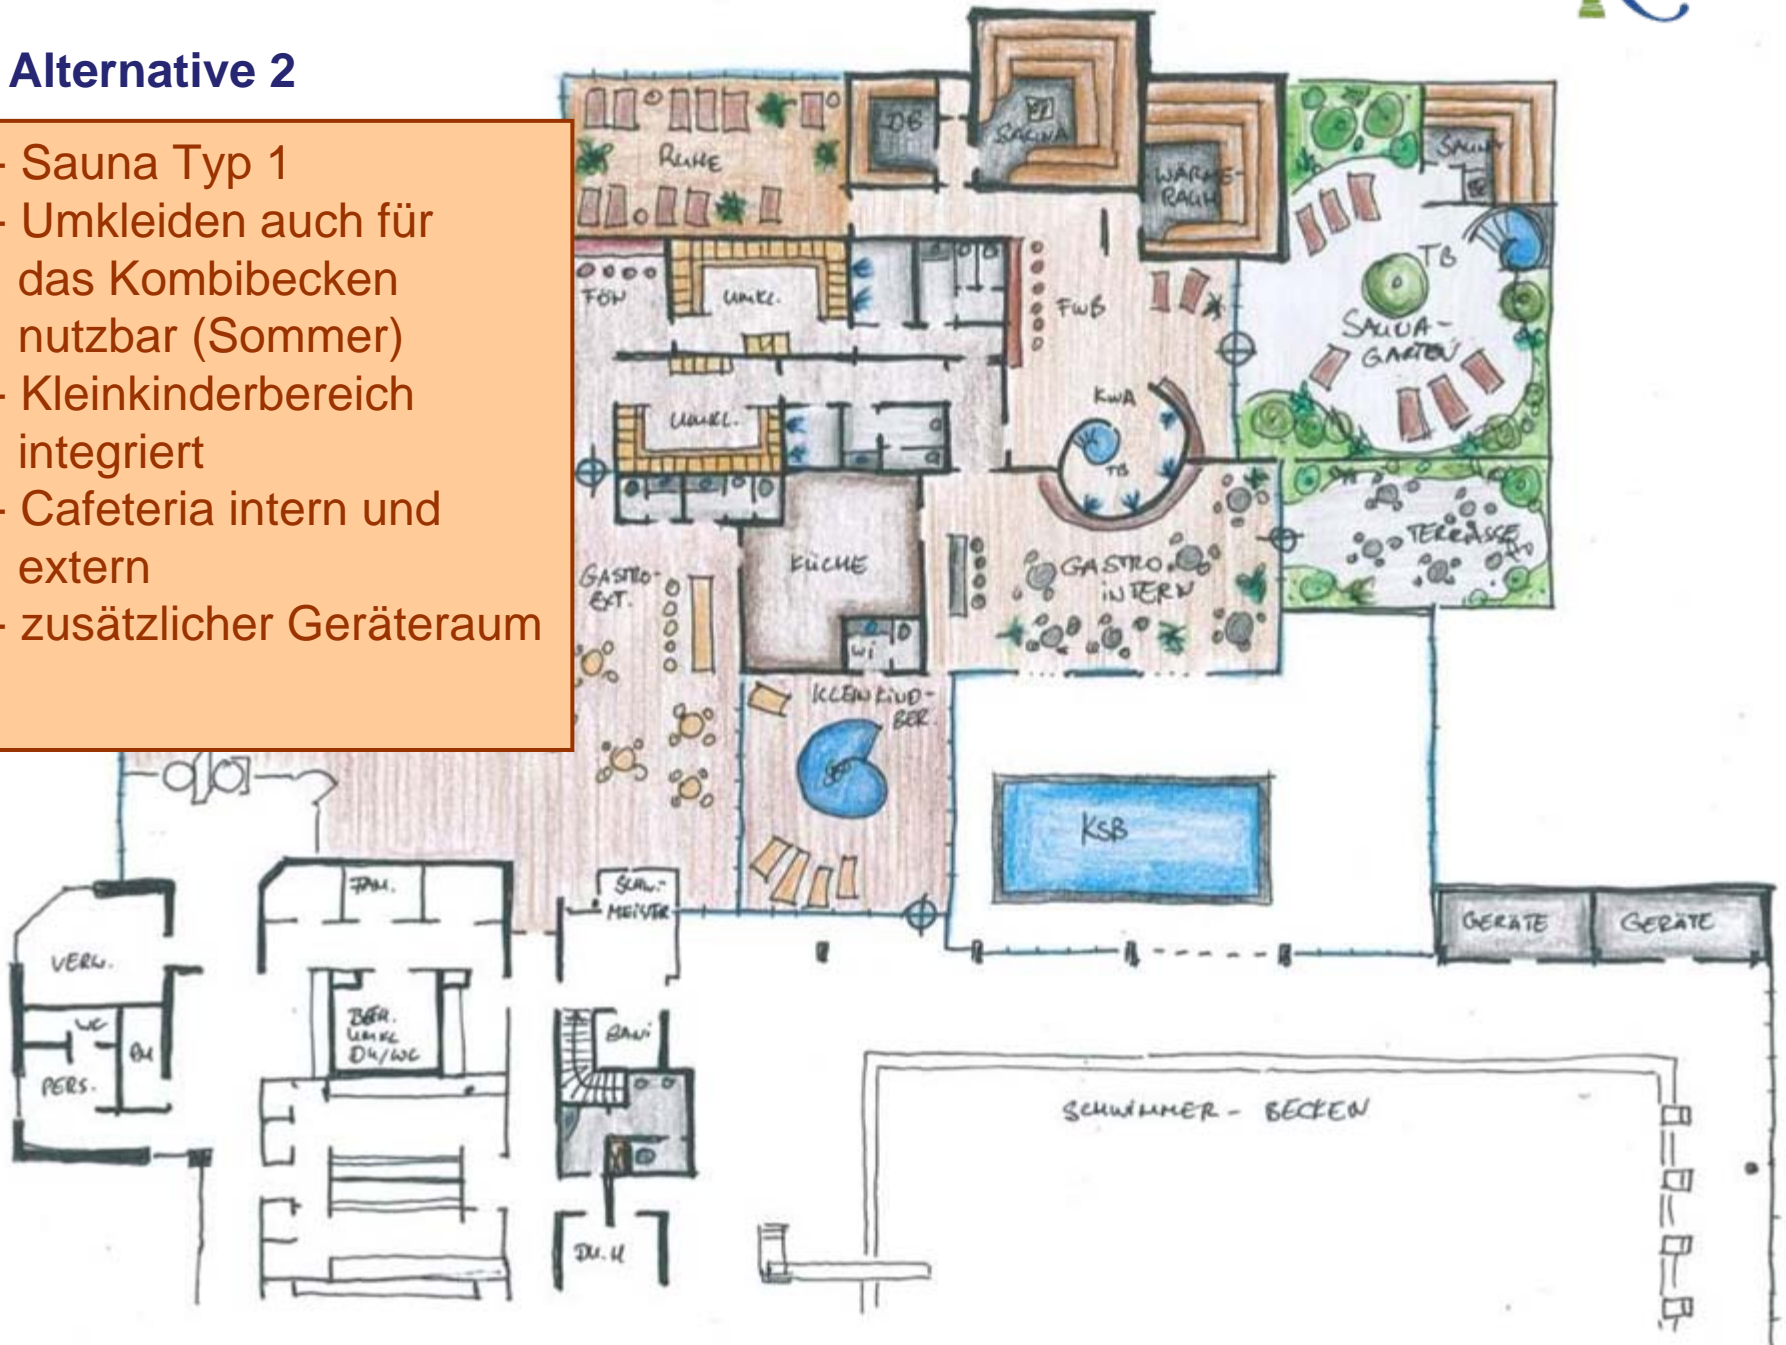 Alternative 2
- Sauna Typ 1
- Umkleiden auch für
das Kombibecken
nutzbar (Sommer)
- Kleinkinderbereich
integriert
- Cafeteria intern und
extern
- zusätzlicher Geräteraum
RUHE
DB
SAUNA
WÄRME-
RAUM
SAUNA
TB
SAUNA-
GARTEN
FÖN
UMKL.
FWB
UMKL.
KWA
TB
TERRASSE
GASTRO-
EXT.
KÜCHE
GASTRO.
INTERN
WI
KLEINKIND-
BER.
KSB
FAM.
SCHW.-
MEISTER
GERÄTE
GERÄTE
VERW.
WC
PERS.
BEH.
UMKL
DU/WC
SANI
SCHWIMMER - BECKEN
DU.H